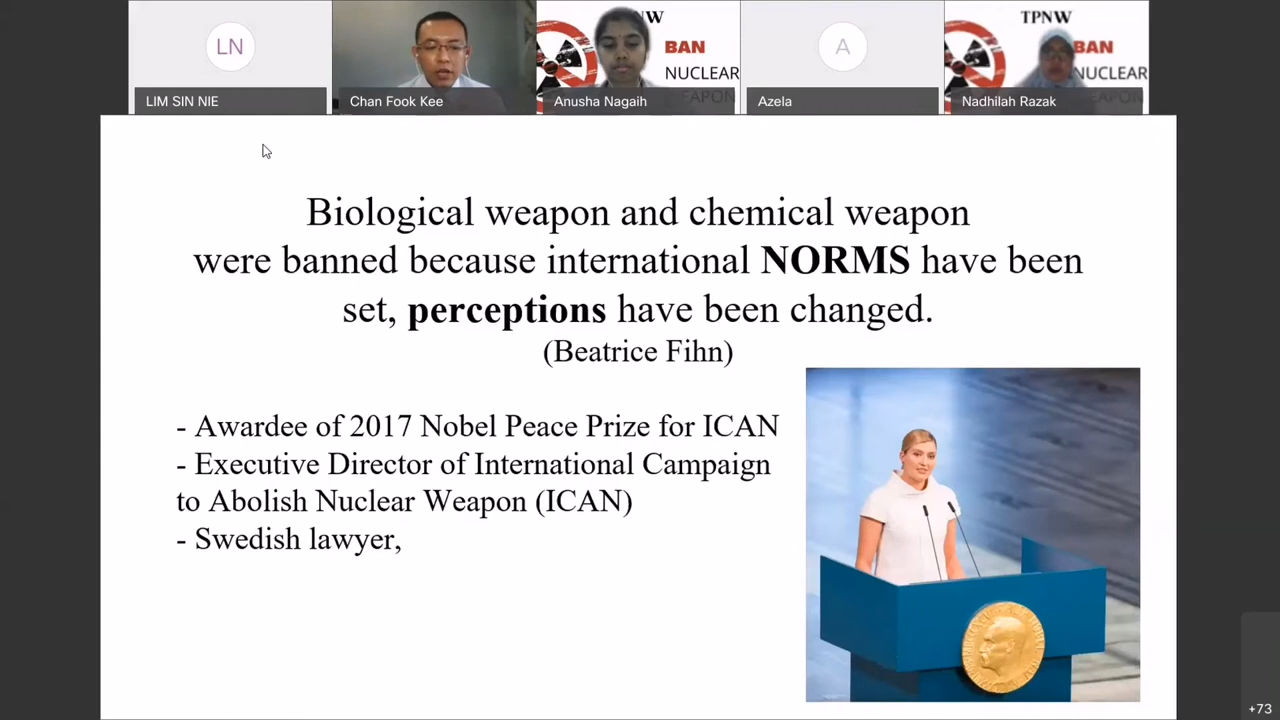 LN
A
W
BAN
NUCLEAR
TPNW
BAN
NUCLEAR
LIM SIN NIE
Chan Fook Kee
Anusha Nagaih
Azela
Nadhilah Razak
Biological weapon and chemical weapon
were banned because international NORMS have been
set, perceptions have been changed.
(Beatrice Fihn)
- Awardee of 2017 Nobel Peace Prize for ICAN
- Executive Director of International Campaign
to Abolish Nuclear Weapon (ICAN)
- Swedish lawyer,
+73